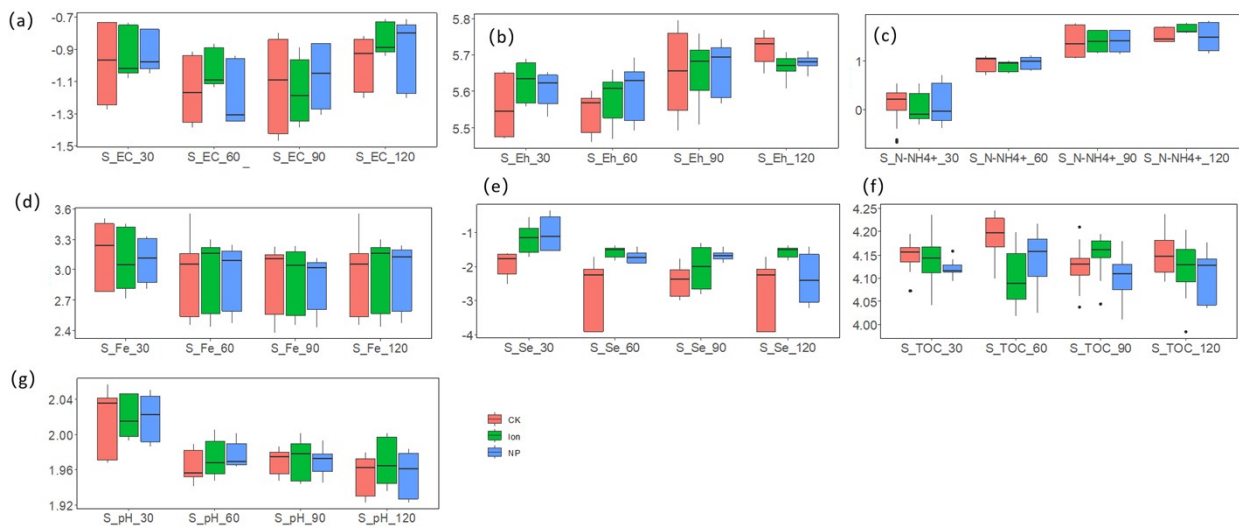 (a)
-0.7
-0.9
-1.1
-1.3
-1.5
S_EC_30
S_EC_60_
S_EC_90
S_EC_120
(b)
5.8
5.7
5.6
5.5
S_Eh_30
S_Eh_60
S_Eh_90
S_Eh_120
(c)
1
0
S_N-NH4+_30
S_N-NH4+_60
S_N-NH4+_90
S_N-NH4+_120
(d)
3.6
3.3
3.0
2.7
2.4
S_Fe_30
S_Fe_60
S_Fe_90
S_Fe_120
(e)
-1
-2
-3
-4
S_Se_30
S_Se_60
S_Se_90
S_Se_120
(f)
4.25
4.20
4.15
4.10
4.05
4.00
S_TOC_30
S_TOC_60
S_TOC_90
S_TOC_120
(g)
2.04
2.00
1.96
1.92
S_pH_30
S_pH_60
S_pH_90
S_pH_120
CK
Ion
NP